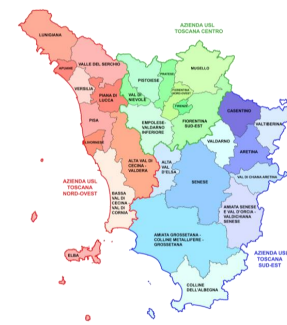 AZIENDA USL
TOSCANA CENTRO
LUNIGIANA
VALLE DEL SERCHIO
APUANE
VERSILIA
PIANA DI
LUCCA
PISA
LIVORNESE
PISTOIESE
VAL DI
NIEVOLE
PRATESE
MUGELLO
FIRENZE
EMPOLESE-
VALDARNO
INFERIORE
FIORENTINA
SUD-EST
CASENTINO
VALTIBERINA
VALDARNO
ARETINA
VAL DI CHIANA ARETINA
AZIENDA USL
TOSCANA
NORD-OVEST
ALTA VAL DI
CECINA -
VALDERA
ALTA
VAL
D'ELSA
SENESE
BASSA
VAL DI
CECINA
VAL DI
CORNIA
AMIATA SENESE
E VAL D'ORCIA -
VALDICHIANA
SENESE
AMIATA GROSSETANA -
COLLINE METALLIFERE -
GROSSETANA
ELBA
AZIENDA USL
TOSCANA
SUD-EST
COLLINE
DELL'ALBEGNA